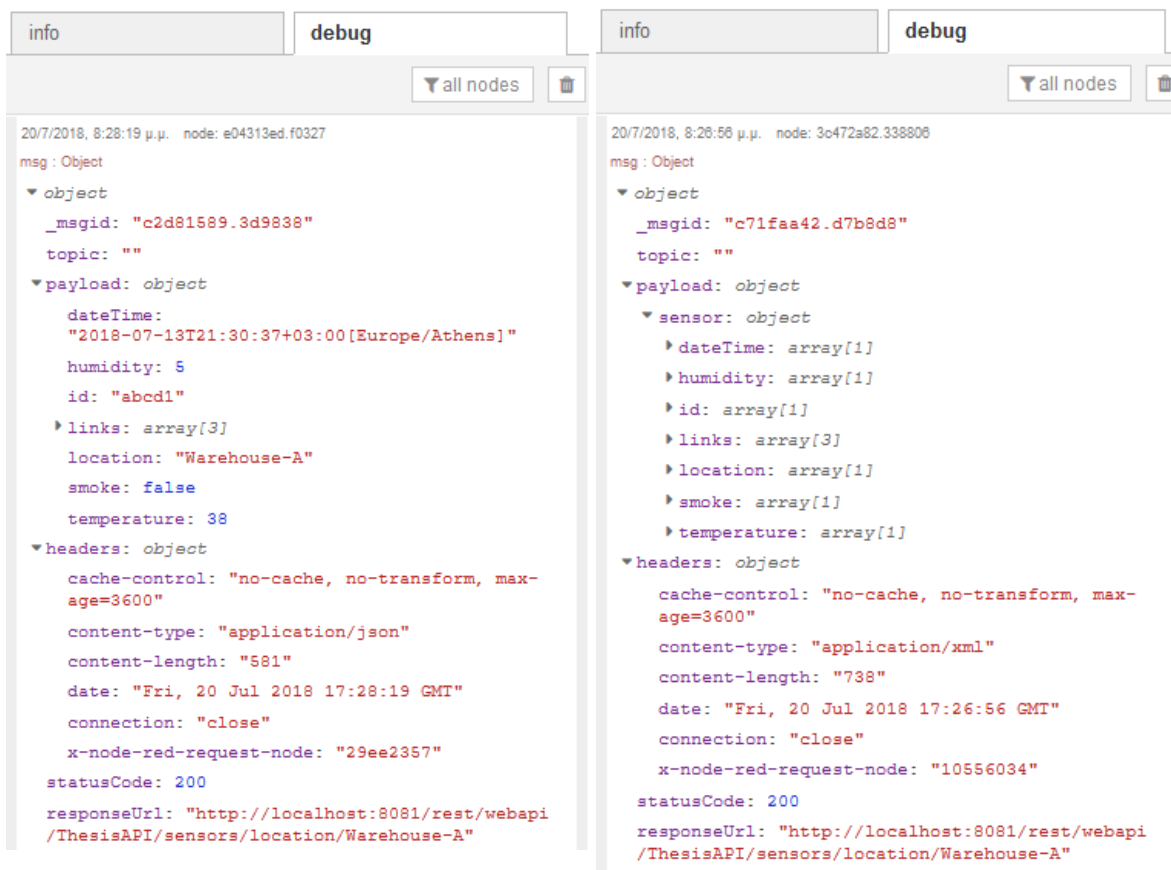 info
debug
all nodes
20/7/2018, 8:28:19 μ.μ. node: e04313ed.f0327
msg : Object
object
_msgid: "c2d81589.3d9838"
topic: ""
payload: object
dateTime:
"2018-07-13T21:30:37+03:00[Europe/Athens]"
humidity: 5
id: "abcd1"
links: array[3]
location: "Warehouse-A"
smoke: false
temperature: 38
headers: object
cache-control: "no-cache, no-transform, max-
age=3600"
content-type: "application/json"
content-length: "581"
date: "Fri, 20 Jul 2018 17:28:19 GMT"
connection: "close"
x-node-red-request-node: "29ee2357"
statusCode: 200
responseUrl: "http://localhost:8081/rest/webapi
/ThesisAPI/sensors/location/Warehouse-A"
info
debug
all nodes
20/7/2018, 8:26:56 μ.μ. node: 3c472a82.338806
msg : Object
object
_msgid: "c71faa42.d7b8d8"
topic: ""
payload: object
sensor: object
dateTime: array[1]
humidity: array[1]
id: array[1]
links: array[3]
location: array[1]
smoke: array[1]
temperature: array[1]
headers: object
cache-control: "no-cache, no-transform, max-
age=3600"
content-type: "application/xml"
content-length: "738"
date: "Fri, 20 Jul 2018 17:26:56 GMT"
connection: "close"
x-node-red-request-node: "10556034"
statusCode: 200
responseUrl: "http://localhost:8081/rest/webapi
/ThesisAPI/sensors/location/Warehouse-A"